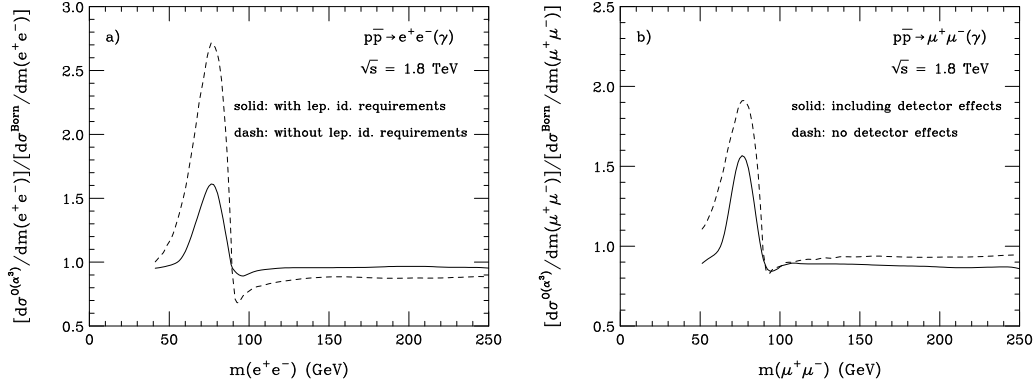 [dσ^O(α³)/dm(e⁺e⁻)]/[dσ^Born/dm(e⁺e⁻)]
3.0
2.5
2.0
1.5
1.0
0.5
a)
pp̅→e⁺e⁻(γ)
√s = 1.8 TeV
solid: with lep. id. requirements
dash: without lep. id. requirements
0 50 100 150 200 250
m(e⁺e⁻) (GeV)
[dσ^O(α³)/dm(μ⁺μ⁻)]/[dσ^Born/dm(μ⁺μ⁻)]
2.5
2.0
1.5
1.0
0.5
b)
pp̅→μ⁺μ⁻(γ)
√s = 1.8 TeV
solid: including detector effects
dash: no detector effects
0 50 100 150 200 250
m(μ⁺μ⁻) (GeV)